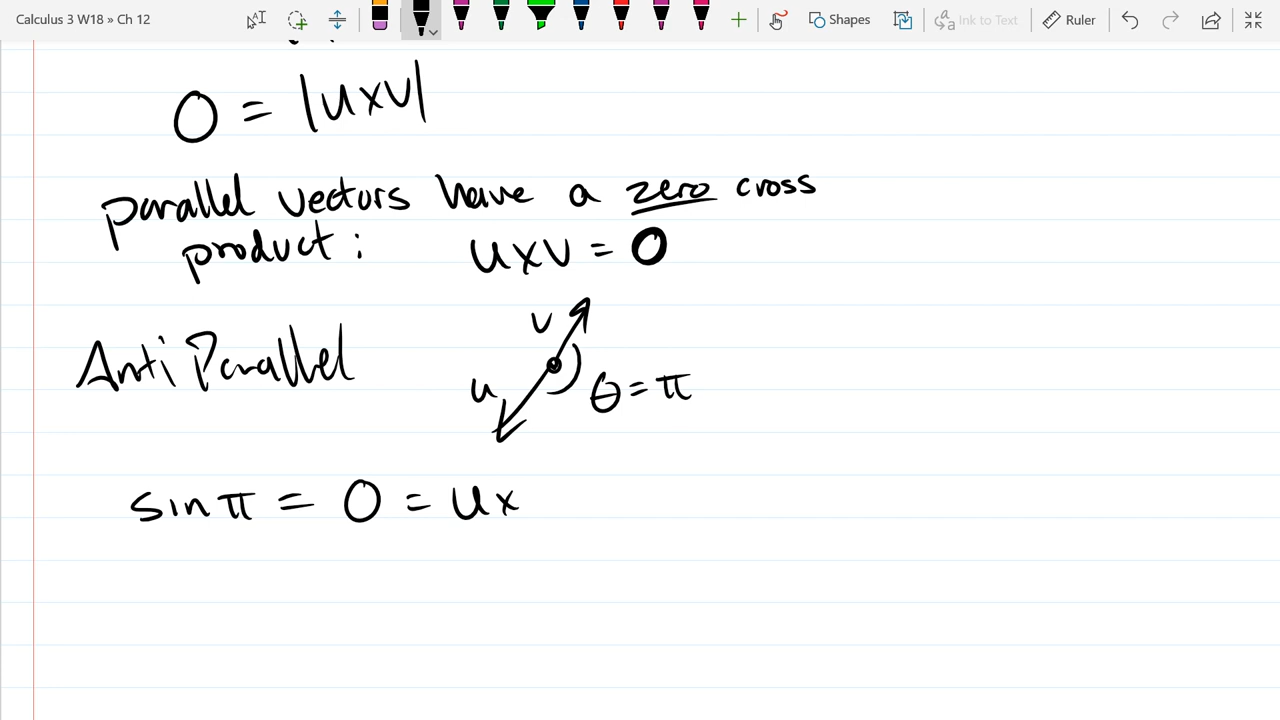 Calculus 3 W18 » Ch 12
Shapes
Ink to Text
Ruler
0 = |u×v|
parallel vectors have a zero cross
product: u×v = 0
Anti Parallel
v
u
θ = π
sin π = 0 = u×